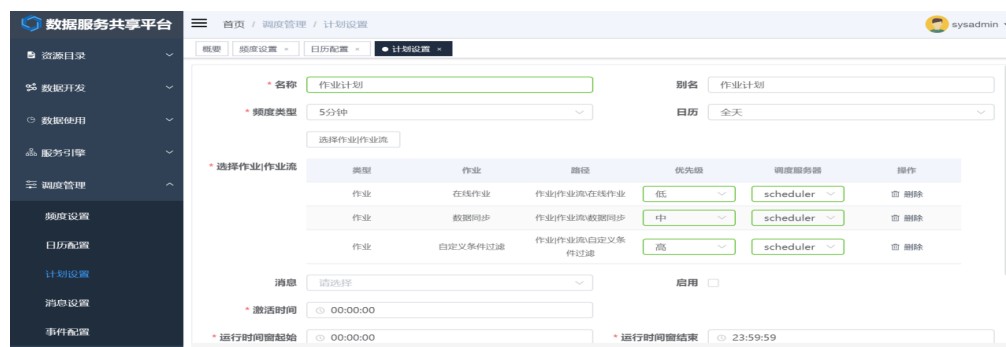 数据服务共享平台 首页 / 调度管理 / 计划设置 sysadmin
概要 频度设置 × 日历配置 × 计划设置 ×
资源目录
数据开发
数据使用
服务引擎
调度管理
频度设置
日历配置
计划设置
消息设置
事件配置
* 名称 作业计划 别名 作业计划
* 频度类型 5分钟 日历 全天
选择作业|作业流
* 选择作业|作业流
类型 作业 路径 优先级 调度服务器 操作
作业 在线作业 作业|作业流\在线作业 低 scheduler 删除
作业 数据同步 作业|作业流\数据同步 中 scheduler 删除
作业 自定义条件过滤 作业|作业流\自定义条件过滤 高 scheduler 删除
消息 请选择 启用
* 激活时间 00:00:00
* 运行时间窗起始 00:00:00 * 运行时间窗结束 23:59:59